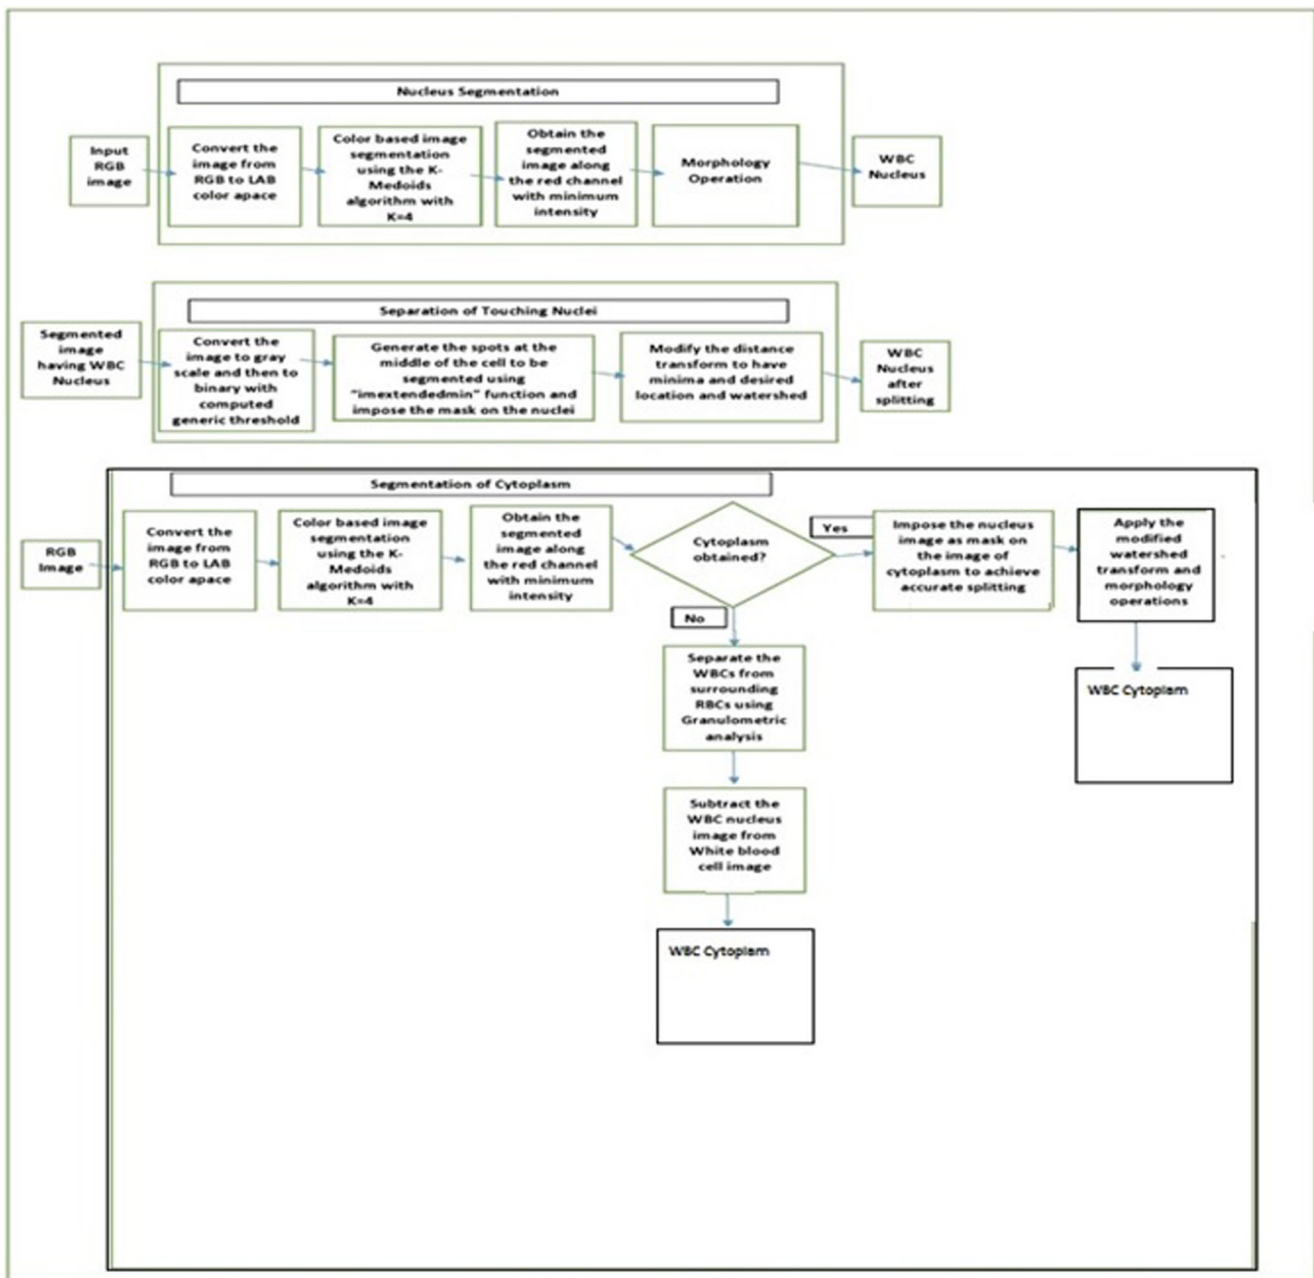 Nucleus Segmentation
Input
RGB
image
Convert the
image from
RGB to LAB
color apace
Color based image
segmentation
using the K-
Medoids
algorithm with
K=4
Obtain the
segmented
image along
the red channel
with minimum
intensity
Morphology
Operation
WBC
Nucleus
Separation of Touching Nuclei
Segmented
image
having WBC
Nucleus
Convert the
image to gray
scale and then to
binary with
computed
generic threshold
Generate the spots at the
middle of the cell to be
segmented using
"imextendedmin" function and
impose the mask on the nuclei
Modify the distance
transform to have
minima and desired
location and watershed
WBC
Nucleus
after
splitting
Segmentation of Cytoplasm
RGB
Image
Convert the
image from
RGB to LAB
color apace
Color based image
segmentation
using the K-
Medoids
algorithm with
K=4
Obtain the
segmented
image along
the red channel
with minimum
intensity
Cytoplasm
obtained?
Yes
Impose the nucleus
image as mask on
the image of
cytoplasm to achieve
accurate splitting
Apply the
modified
watershed
transform and
morphology
operations
WBC Cytoplam
No
Separate the
WBCs from
surrounding
RBCs using
Granulometric
analysis
Subtract the
WBC nucleus
image from
White blood
cell image
WBC Cytoplam